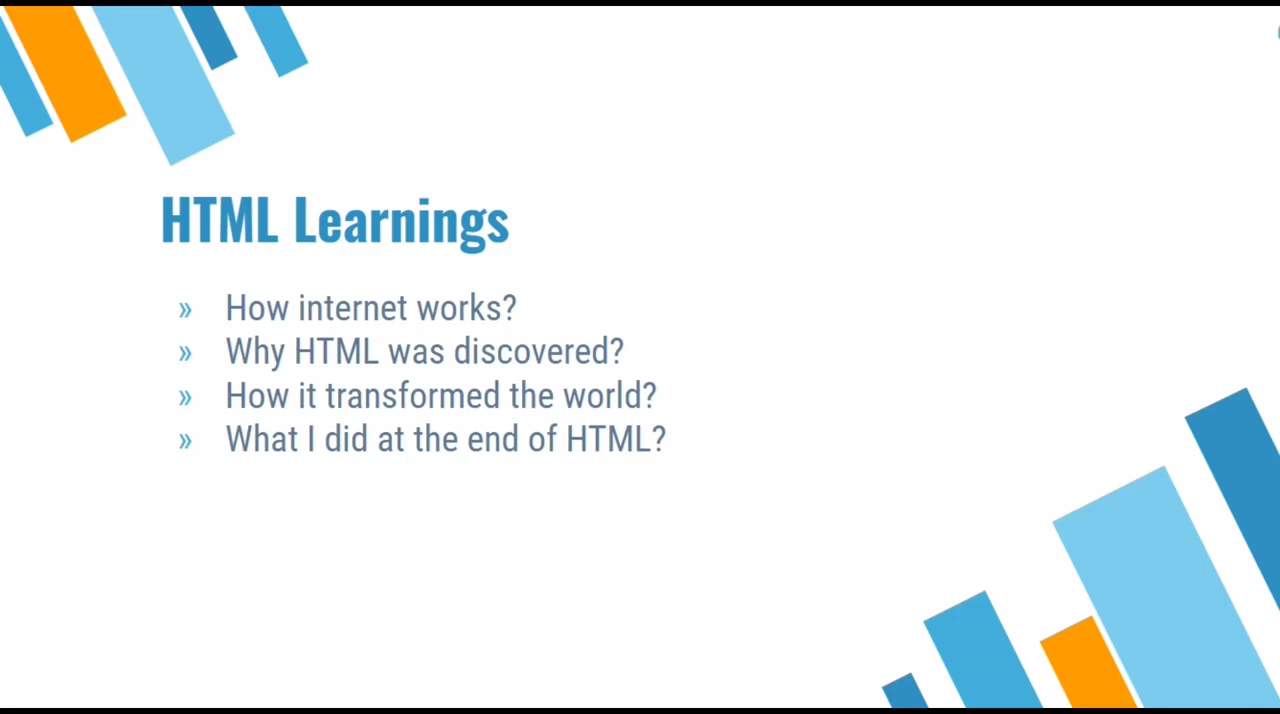 HTML Learnings
» How internet works?
» Why HTML was discovered?
» How it transformed the world?
» What I did at the end of HTML?